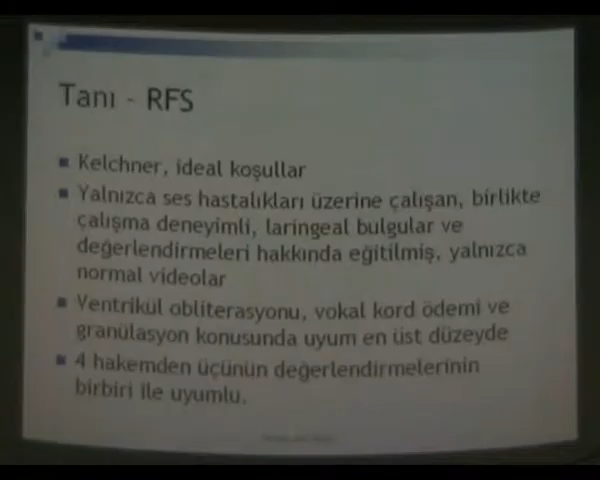 Tanı - RFS
Kelchner, ideal koşullar
Yalnızca ses hastalıkları üzerine çalışan, birlikte
çalışma deneyimli, laringeal bulgular ve
değerlendirmeleri hakkında eğitilmiş, yalnızca
normal videolar
Ventrikül obliterasyonu, vokal kord ödemi ve
granülasyon konusunda uyum en üst düzeyde
4 hakemden üçünün değerlendirmelerinin
birbiri ile uyumlu.